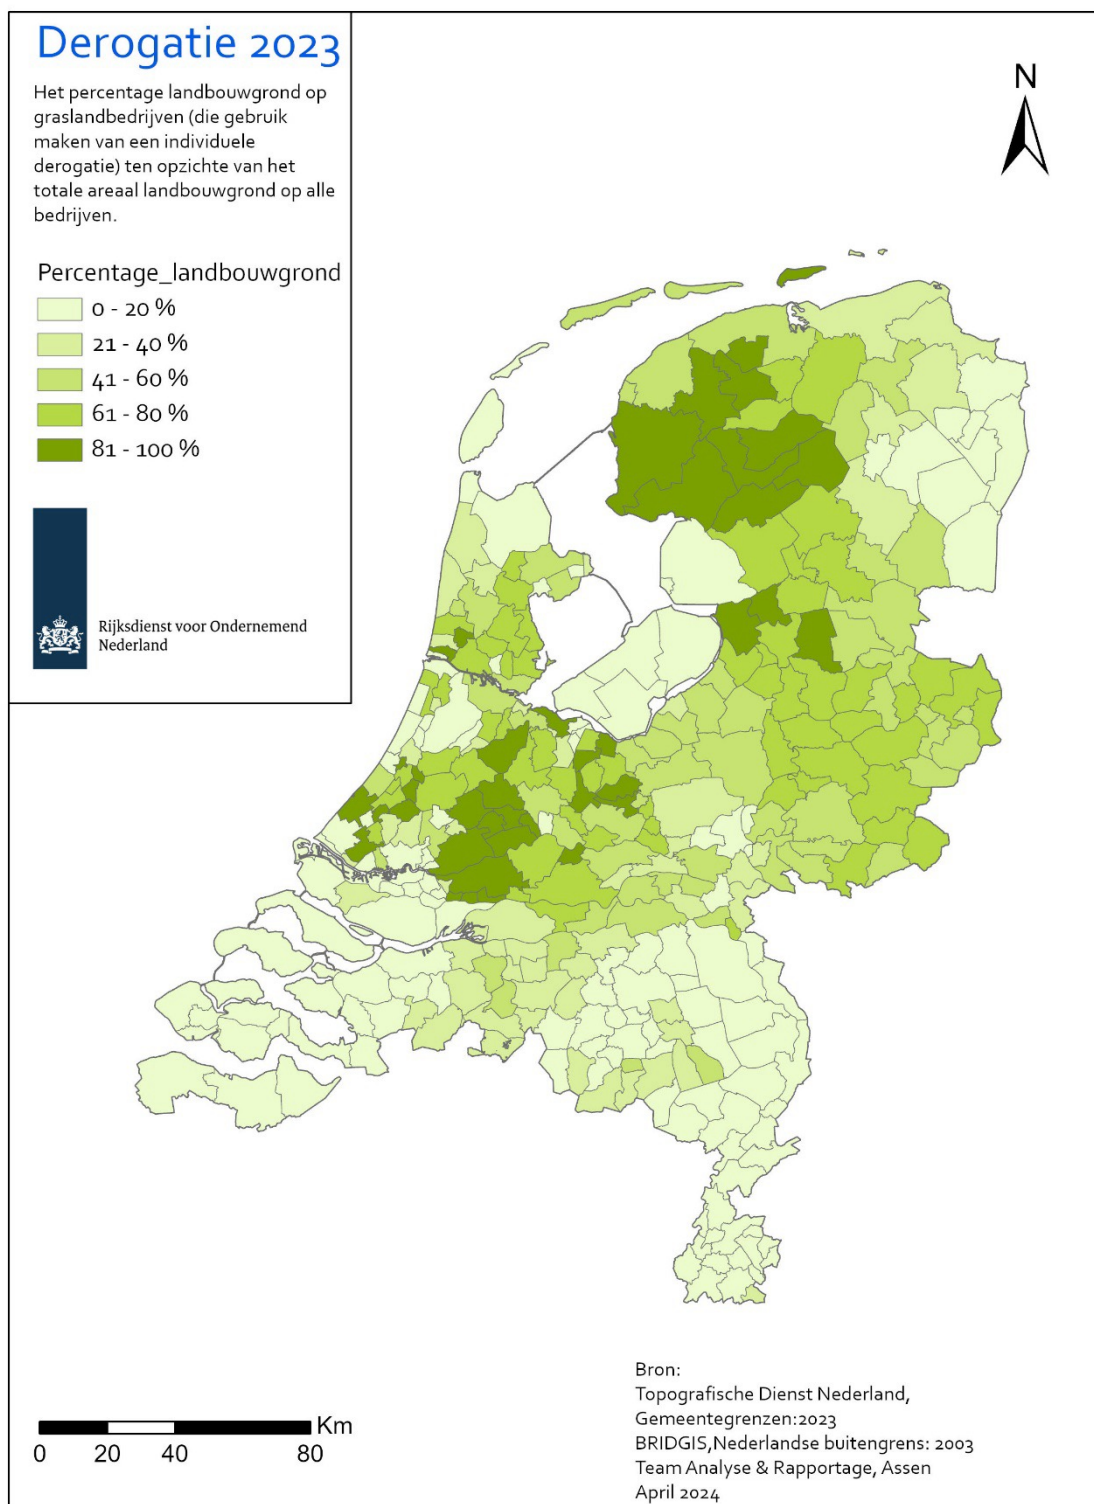 Derogatie 2023
Het percentage landbouwgrond op
graslandbedrijven (die gebruik
maken van een individuele
derogatie) ten opzichte van het
totale areaal landbouwgrond op alle
bedrijven.
Percentage_landbouwgrond
0 - 20 %
21 - 40 %
41 - 60 %
61 - 80 %
81 - 100 %
Rijksdienst voor Ondernemend
Nederland
N
Km
0 20 40 80
Bron:
Topografische Dienst Nederland,
Gemeentegrenzen:2023
BRIDGIS,Nederlandse buitengrens: 2003
Team Analyse & Rapportage, Assen
April 2024